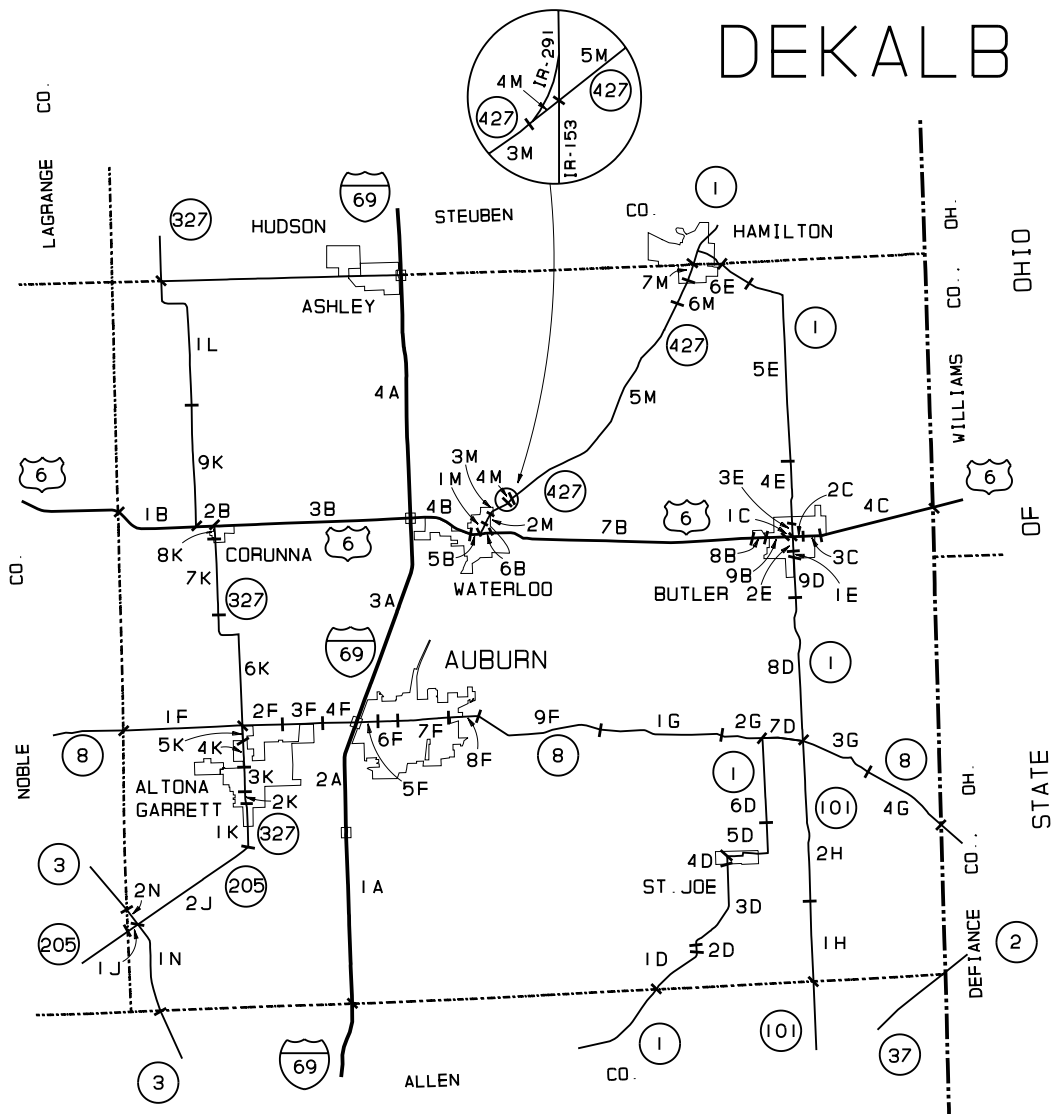 DEKALB
IR-291
5M
4M
427
427
3M
IR-153
CO.
LAGRANGE
327
HUDSON
69
STEUBEN
CO.
1
HAMILTON
OH.
CO.,
WILLIAMS
OHIO
7M
6E
6M
ASHLEY
427
1
1L
4A
5E
5M
9K
3M
4M
1M
427
3E
4E
2C
4C
6
6
1B
2B
3B
4B
2M
7B
6
1C
8K
CORUNNA
6
5B
6B
WATERLOO
8B
9B
2E
9D
3C
1E
BUTLER
OF
CO.
7K
327
3A
69
AUBURN
6K
8D
1
1F
2F
3F
4F
6F
7F
8F
9F
1G
2G
7D
3G
8
8
5K
4K
5F
8
1
NOBLE
ALTONA
GARRETT
3K
2K
2A
6D
101
4G
OH.
CO.,
DEFIANCE
STATE
1K
327
5D
4D
ST. JOE
2H
3
2N
2J
205
1A
3D
205
1J
1N
1D
2D
1H
2
3
69
ALLEN
CO.
1
101
37